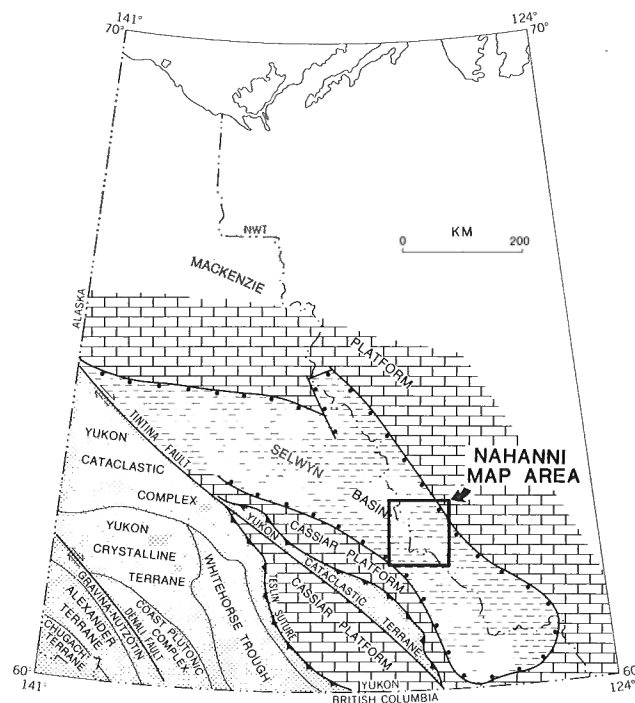 141°
70°
124°
70°
NWT
KM
0 200
MACKENZIE
ALASKA
PLATFORM
TINTINA FAULT
YUKON
CATACLASTIC
COMPLEX
SELWYN
BASIN
NAHANNI
MAP AREA
YUKON
CRYSTALLINE
TERRANE
WHITEHORSE TROUGH
CASSIAR PLATFORM
YUKON
CATACLASTIC
TERRANE
CASSIAR PLATFORM
TESLIN SUTURE
COAST PLUTONIC
COMPLEX
DENALI FAULT
GRAVINA-NUTZOTIN
ALEXANDER
TERRANE
CHUGACH
TERRANE
60°
141°
YUKON
BRITISH COLUMBIA
60°
124°